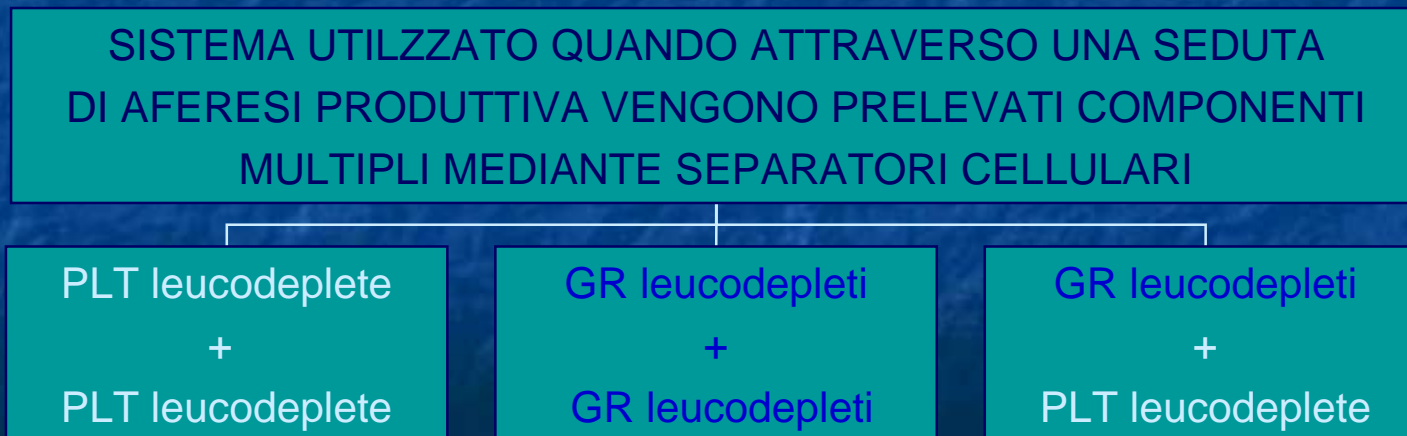 SISTEMA UTILZZATO QUANDO ATTRAVERSO UNA SEDUTA
DI AFERESI PRODUTTIVA VENGONO PRELEVATI COMPONENTI
MULTIPLI MEDIANTE SEPARATORI CELLULARI
PLT leucodeplete
+
PLT leucodeplete
GR leucodepleti
+
GR leucodepleti
GR leucodepleti
+
PLT leucodeplete